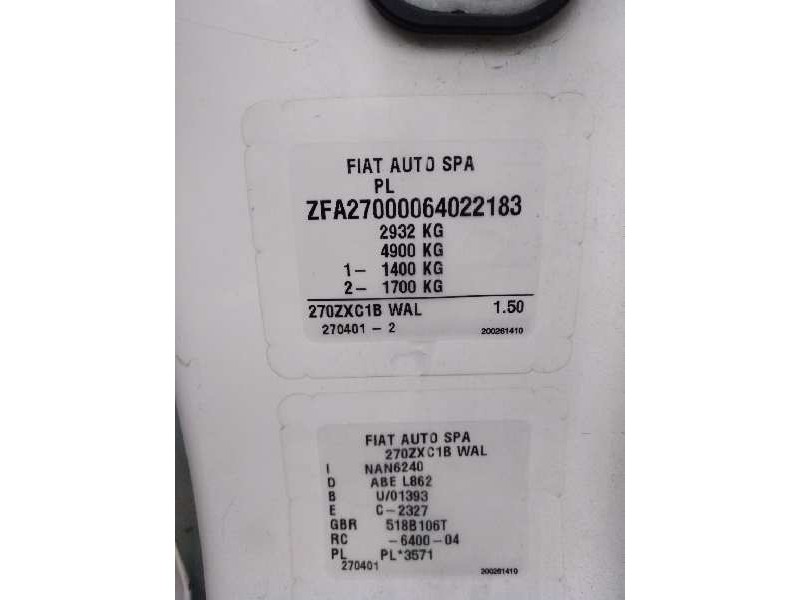 FIAT AUTO SPA
PL
ZFA27000064022183
2932 KG
4900 KG
1- 1400 KG
2- 1700 KG
270ZXC1B WAL 1.50
270401 - 2 200261410
FIAT AUTO SPA
270ZXC1B WAL
I NAN6240
D ABE L862
B U/01393
E C-2327
GBR 518B106T
RC -6400-04
PL PL*3571
270401 200261410